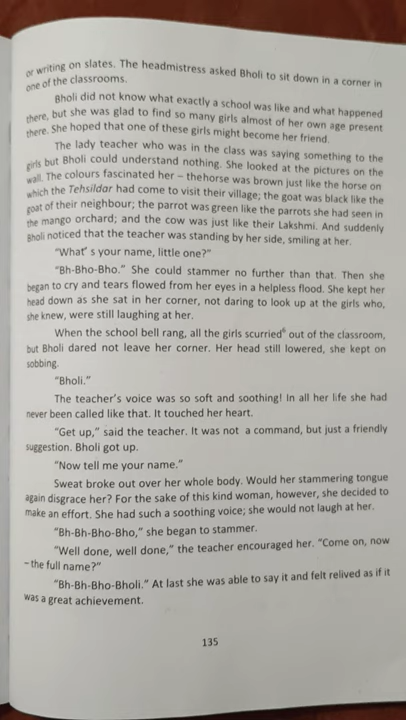 or writing on slates. The headmistress asked Bholi to sit down in a corner in
one of the classrooms.
Bholi did not know what exactly a school was like and what happened
there, but she was glad to find so many girls almost of her own age present
there. She hoped that one of these girls might become her friend.
The lady teacher who was in the class was saying something to the
girls but Bholi could understand nothing. She looked at the pictures on the
wall. The colours fascinated her – thehorse was brown just like the horse on
which the Tehsildar had come to visit their village; the goat was black like the
goat of their neighbour; the parrot was green like the parrots she had seen in
the mango orchard; and the cow was just like their Lakshmi. And suddenly
Bholi noticed that the teacher was standing by her side, smiling at her.
“What’ s your name, little one?”
“Bh-Bho-Bho.” She could stammer no further than that. Then she
began to cry and tears flowed from her eyes in a helpless flood. She kept her
head down as she sat in her corner, not daring to look up at the girls who,
she knew, were still laughing at her.
When the school bell rang, all the girls scurried⁶ out of the classroom,
but Bholi dared not leave her corner. Her head still lowered, she kept on
sobbing.
“Bholi.”
The teacher’s voice was so soft and soothing! In all her life she had
never been called like that. It touched her heart.
“Get up,” said the teacher. It was not a command, but just a friendly
suggestion. Bholi got up.
“Now tell me your name.”
Sweat broke out over her whole body. Would her stammering tongue
again disgrace her? For the sake of this kind woman, however, she decided to
make an effort. She had such a soothing voice; she would not laugh at her.
“Bh-Bh-Bho-Bho,” she began to stammer.
“Well done, well done,” the teacher encouraged her. “Come on, now
– the full name?”
“Bh-Bh-Bho-Bholi.” At last she was able to say it and felt relived as if it
was a great achievement.
135